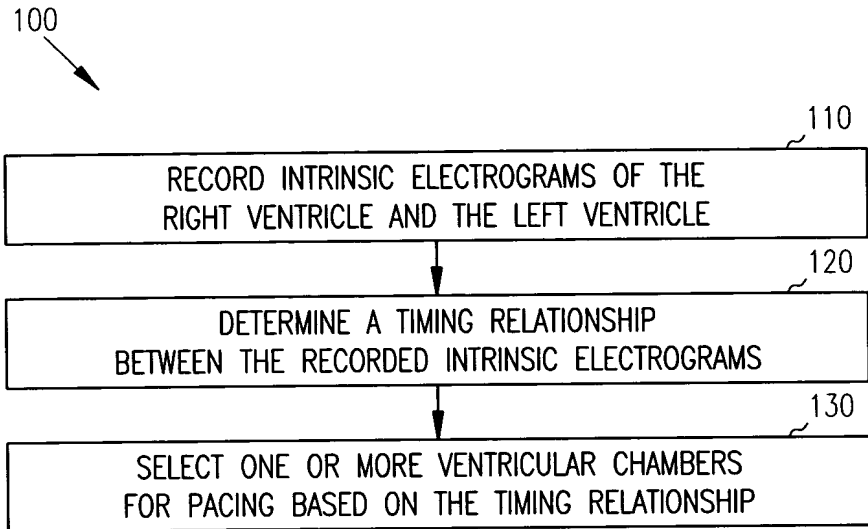 100
110
RECORD INTRINSIC ELECTROGRAMS OF THE
RIGHT VENTRICLE AND THE LEFT VENTRICLE
120
DETERMINE A TIMING RELATIONSHIP
BETWEEN THE RECORDED INTRINSIC ELECTROGRAMS
130
SELECT ONE OR MORE VENTRICULAR CHAMBERS
FOR PACING BASED ON THE TIMING RELATIONSHIP